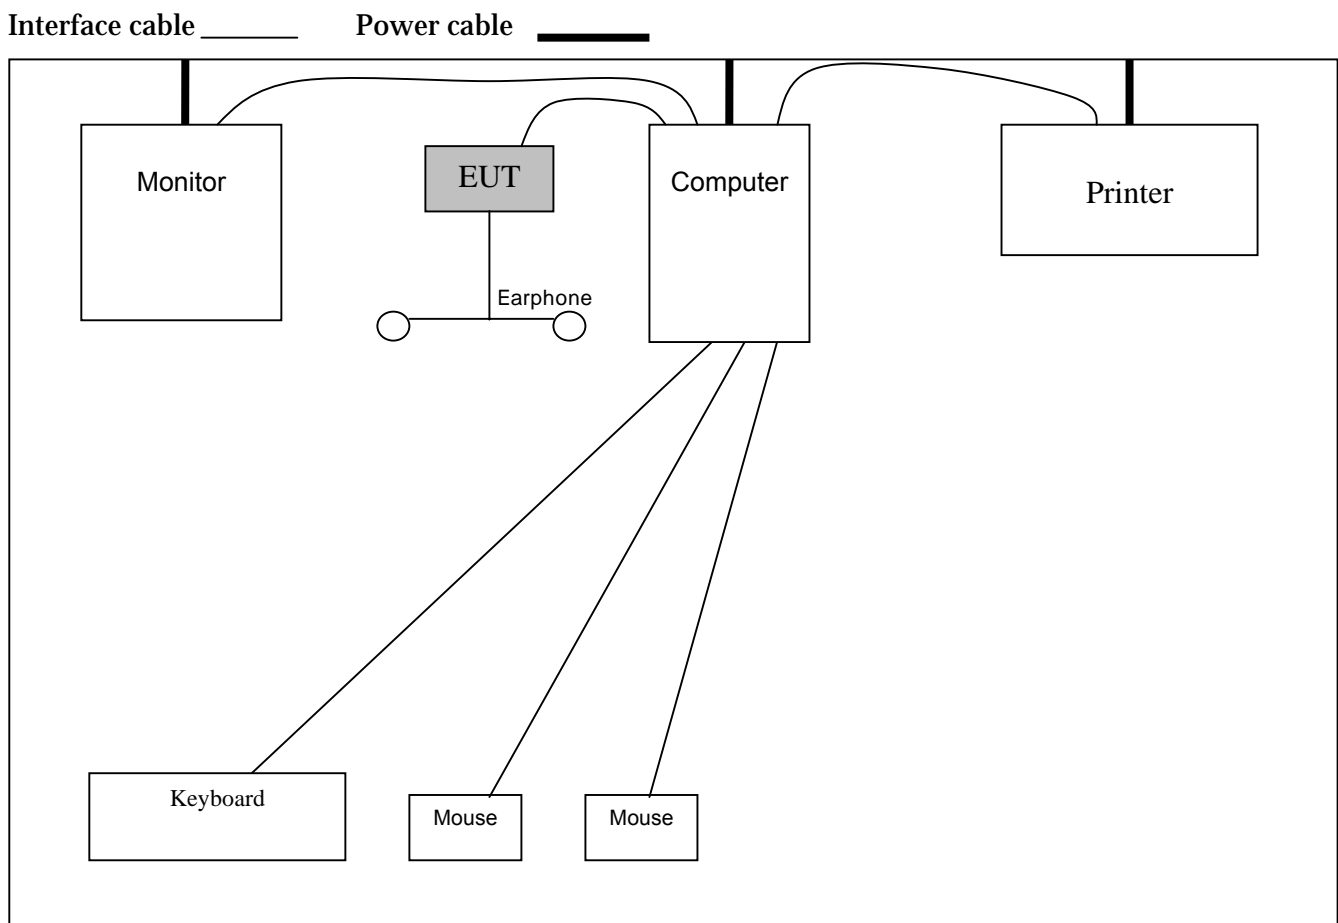 Interface cable Power cable
Monitor
EUT
Computer
Printer
Earphone
Keyboard
Mouse
Mouse